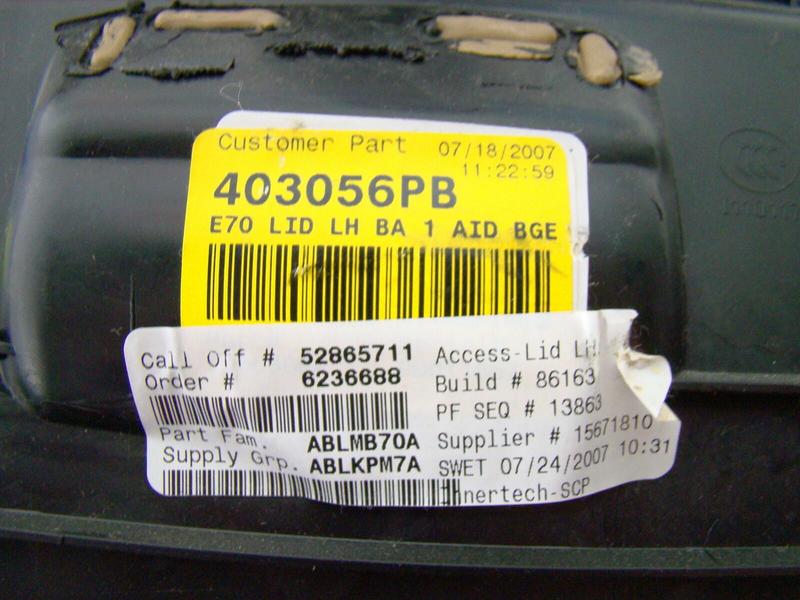 Customer Part
07/18/2007
11:22:59
403056PB
E70 LID LH BA 1 AID BGE
Call Off # 52865711
Order # 6236688
Part Fam. ABLMB70A
Supply Grp. ABLKPM7A
Access-Lid LH
Build # 86163
PF SEQ # 13863
Supplier # 15671810
SWET 07/24/2007 10:31
Innertech-SCP